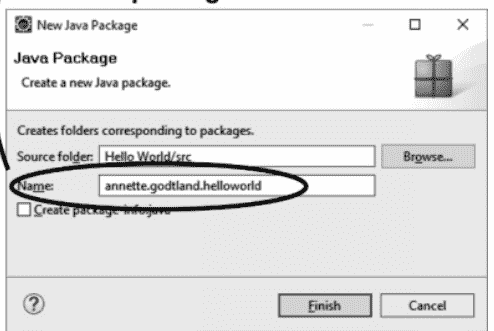 New Java Package
Java Package
Create a new Java package.
Creates folders corresponding to packages.
Source folder: Hello World/src Browse...
Name: annette.godtland.helloworld
Create package-info.java
Finish Cancel